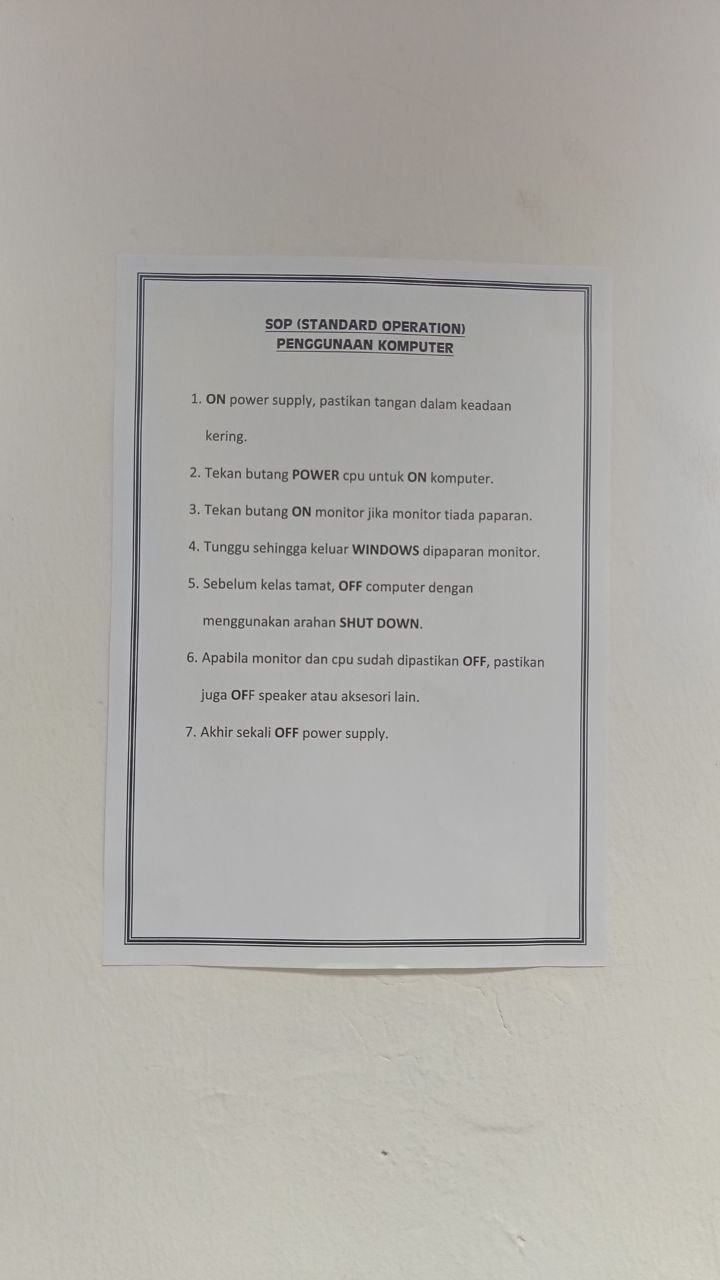 SOP (STANDARD OPERATION)
PENGGUNAAN KOMPUTER
1. ON power supply, pastikan tangan dalam keadaan
kering.
2. Tekan butang POWER cpu untuk ON komputer.
3. Tekan butang ON monitor jika monitor tiada paparan.
4. Tunggu sehingga keluar WINDOWS dipaparan monitor.
5. Sebelum kelas tamat, OFF computer dengan
menggunakan arahan SHUT DOWN.
6. Apabila monitor dan cpu sudah dipastikan OFF, pastikan
juga OFF speaker atau aksesori lain.
7. Akhir sekali OFF power supply.